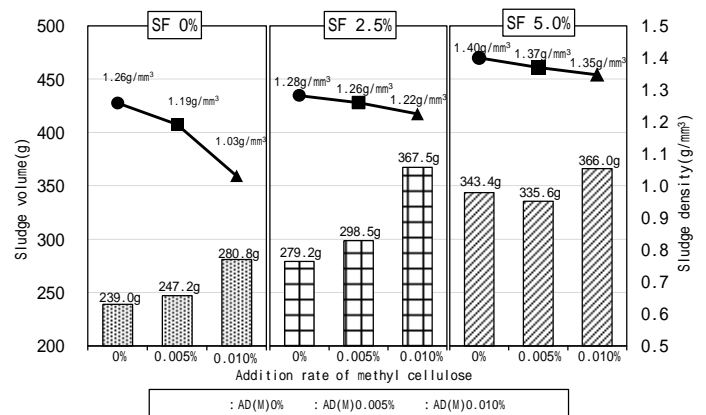 SF 0%
SF 2.5%
SF 5.0%
500
450
400
350
300
250
200
Sludge volume(g)
1.5
1.4
1.3
1.2
1.1
1.0
0.9
0.8
0.7
0.6
0.5
Sludge density(g/mm³)
1.26g/mm³
1.19g/mm³
1.03g/mm³
1.28g/mm³
1.26g/mm³
1.22g/mm³
1.40g/mm³
1.37g/mm³
1.35g/mm³
239.0g
247.2g
280.8g
279.2g
298.5g
367.5g
343.4g
335.6g
366.0g
0% 0.005% 0.010% 0% 0.005% 0.010% 0% 0.005% 0.010%
Addition rate of methyl cellulose
: AD(M)0% : AD(M)0.005% : AD(M)0.010%